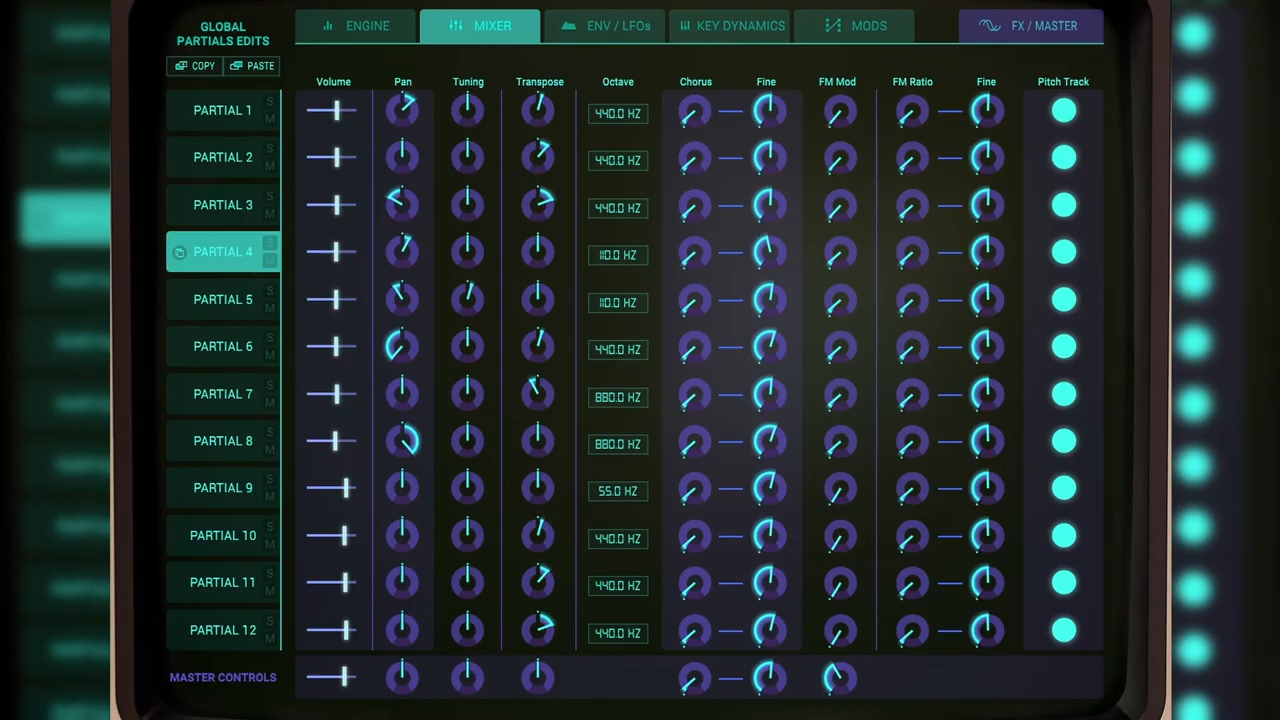 GLOBAL
PARTIALS EDITS
COPY PASTE
ENGINE MIXER ENV / LFOs KEY DYNAMICS MODS FX / MASTER
Volume Pan Tuning Transpose Octave Chorus Fine FM Mod FM Ratio Fine Pitch Track
PARTIAL 1 S M 440.0 HZ
PARTIAL 2 S M 440.0 HZ
PARTIAL 3 S M 440.0 HZ
PARTIAL 4 S M 110.0 HZ
PARTIAL 5 S M 110.0 HZ
PARTIAL 6 S M 440.0 HZ
PARTIAL 7 S M 880.0 HZ
PARTIAL 8 S M 880.0 HZ
PARTIAL 9 S M 55.0 HZ
PARTIAL 10 S M 440.0 HZ
PARTIAL 11 S M 440.0 HZ
PARTIAL 12 S M 440.0 HZ
MASTER CONTROLS